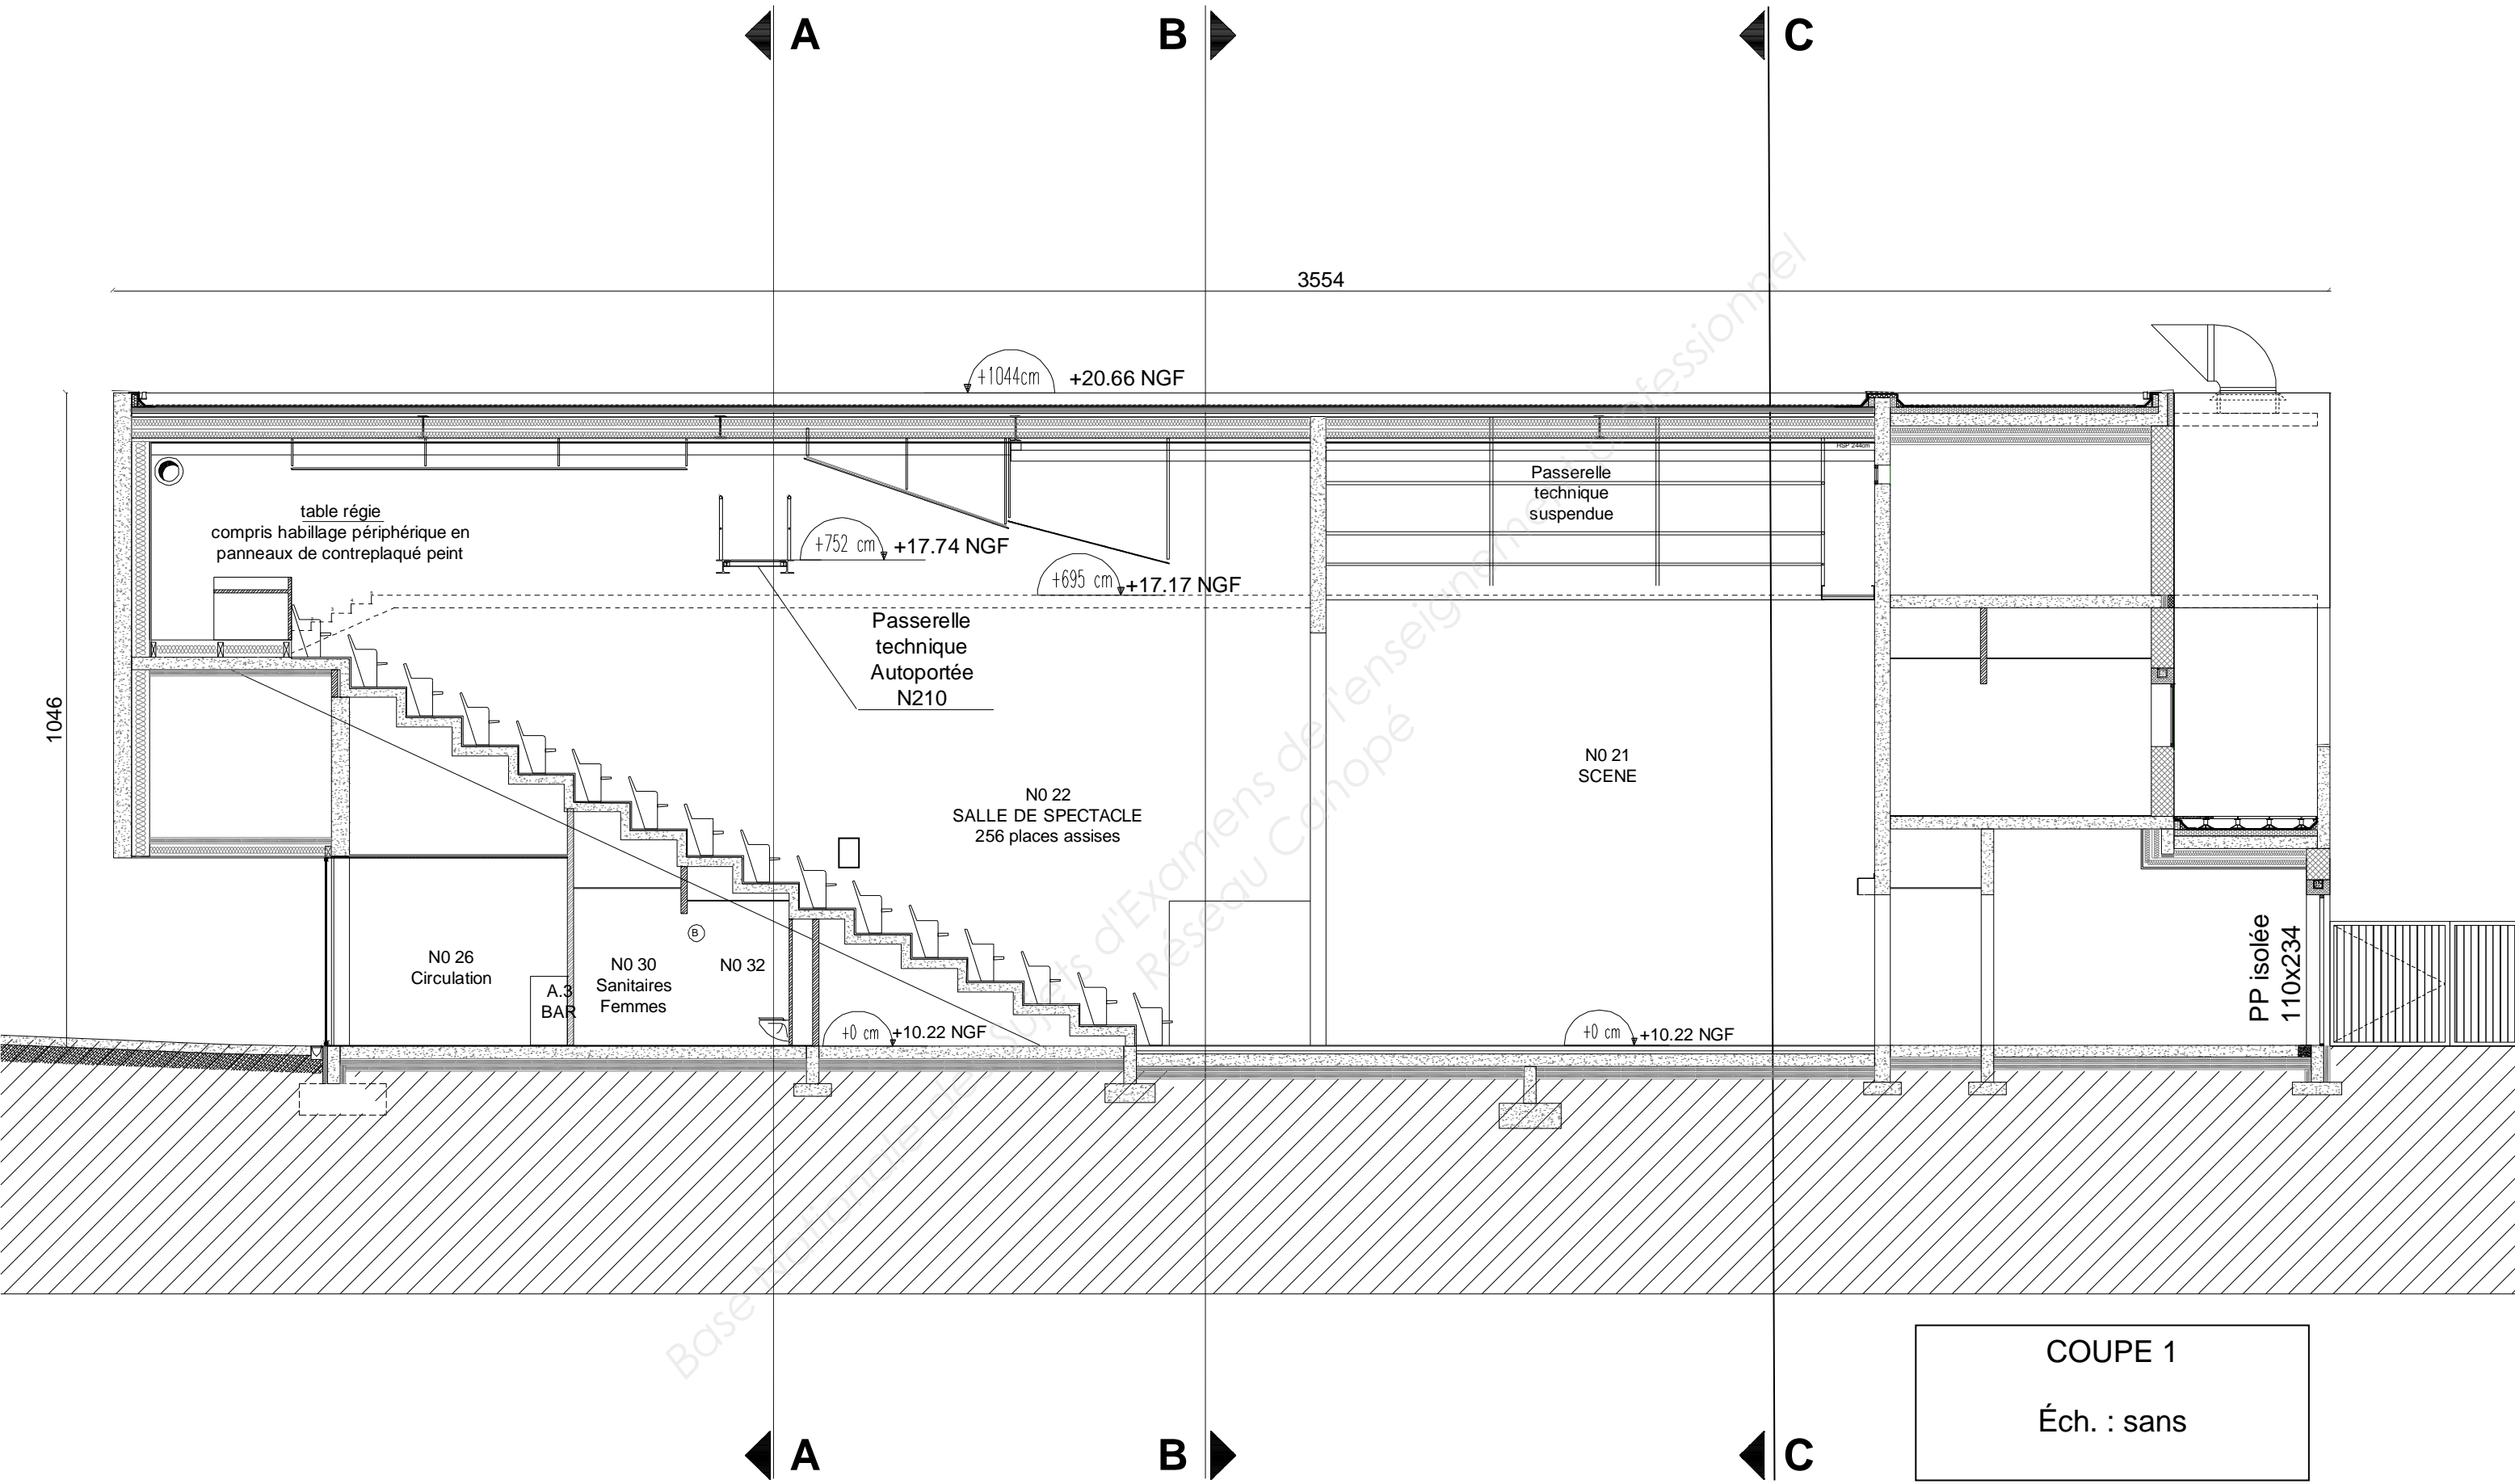 A
B
C
3554
+1044cm
+20.66 NGF
HSP 244cm
Passerelle
technique
suspendue
table régie
compris habillage périphérique en
panneaux de contreplaqué peint
+752 cm
+17.74 NGF
+695 cm
+17.17 NGF
Passerelle
technique
Autoportée
N210
1046
N0 21
SCENE
N0 22
SALLE DE SPECTACLE
256 places assises
B
N0 26
Circulation
N0 30
Sanitaires
Femmes
N0 32
A.3
BAR
PP isolée
110x234
+0 cm
+10.22 NGF
+0 cm
+10.22 NGF
Base Nationale de Sujets d'Examens de l'enseignement professionnel
Réseau Canopé
COUPE 1
Éch. : sans
A
B
C